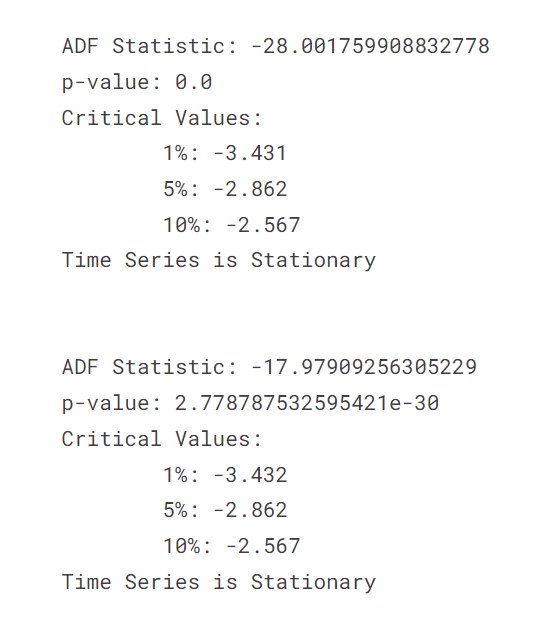 ADF Statistic: -28.001759908832778
p-value: 0.0
Critical Values:
1%: -3.431
5%: -2.862
10%: -2.567
Time Series is Stationary
ADF Statistic: -17.97909256305229
p-value: 2.778787532595421e-30
Critical Values:
1%: -3.432
5%: -2.862
10%: -2.567
Time Series is Stationary